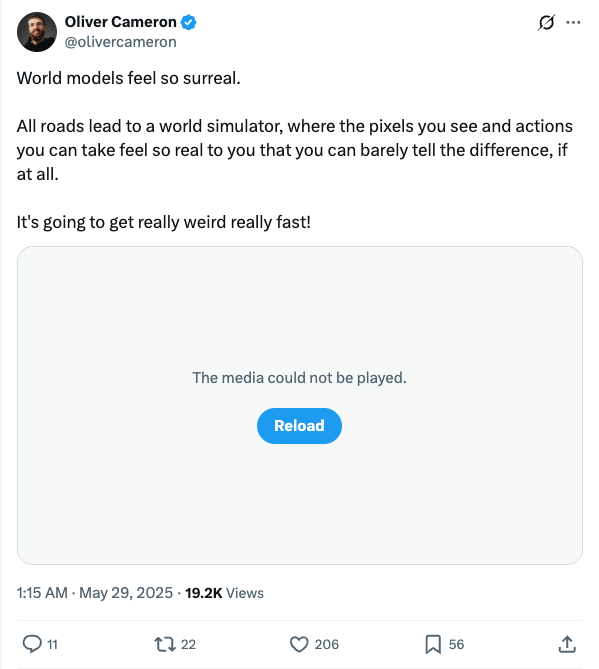 Oliver Cameron
@olivercameron
World models feel so surreal.
All roads lead to a world simulator, where the pixels you see and actions
you can take feel so real to you that you can barely tell the difference, if
at all.
It's going to get really weird really fast!
The media could not be played.
Reload
1:15 AM · May 29, 2025 · 19.2K Views
11 22 206 56